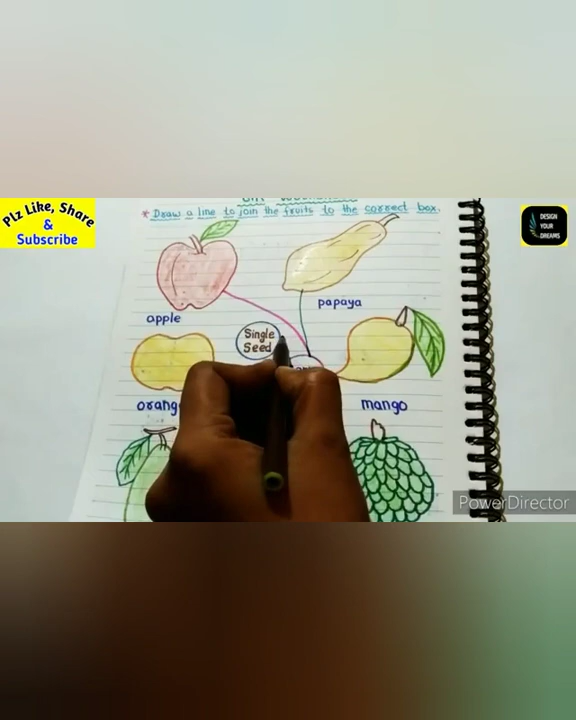 * Draw a line to join the fruits to the correct box.
Plz Like, Share
&
Subscribe
DESIGN
YOUR
DREAMS
apple
papaya
Single
Seed
mango
PowerDirector